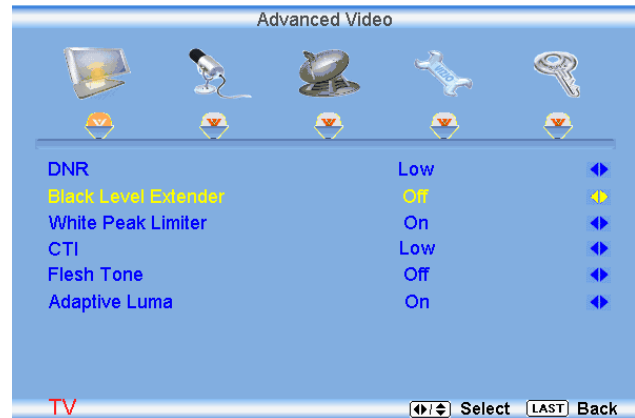 Advanced Video
DNR Low
Black Level Extender Off
White Peak Limiter On
CTI Low
Flesh Tone Off
Adaptive Luma On
TV Select LAST Back